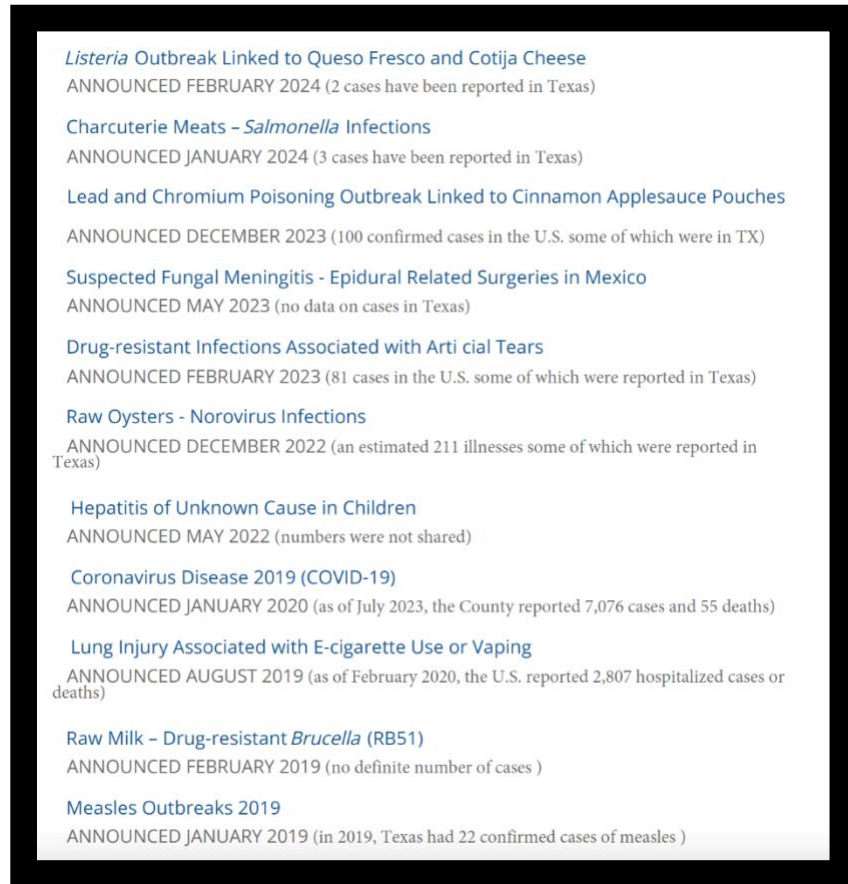 Listeria Outbreak Linked to Queso Fresco and Cotija Cheese
ANNOUNCED FEBRUARY 2024 (2 cases have been reported in Texas)
Charcuterie Meats – Salmonella Infections
ANNOUNCED JANUARY 2024 (3 cases have been reported in Texas)
Lead and Chromium Poisoning Outbreak Linked to Cinnamon Applesauce Pouches
ANNOUNCED DECEMBER 2023 (100 confirmed cases in the U.S. some of which were in TX)
Suspected Fungal Meningitis - Epidural Related Surgeries in Mexico
ANNOUNCED MAY 2023 (no data on cases in Texas)
Drug-resistant Infections Associated with Arti cial Tears
ANNOUNCED FEBRUARY 2023 (81 cases in the U.S. some of which were reported in Texas)
Raw Oysters - Norovirus Infections
ANNOUNCED DECEMBER 2022 (an estimated 211 illnesses some of which were reported in
Texas)
Hepatitis of Unknown Cause in Children
ANNOUNCED MAY 2022 (numbers were not shared)
Coronavirus Disease 2019 (COVID-19)
ANNOUNCED JANUARY 2020 (as of July 2023, the County reported 7,076 cases and 55 deaths)
Lung Injury Associated with E-cigarette Use or Vaping
ANNOUNCED AUGUST 2019 (as of February 2020, the U.S. reported 2,807 hospitalized cases or
deaths)
Raw Milk – Drug-resistant Brucella (RB51)
ANNOUNCED FEBRUARY 2019 (no definite number of cases )
Measles Outbreaks 2019
ANNOUNCED JANUARY 2019 (in 2019, Texas had 22 confirmed cases of measles )